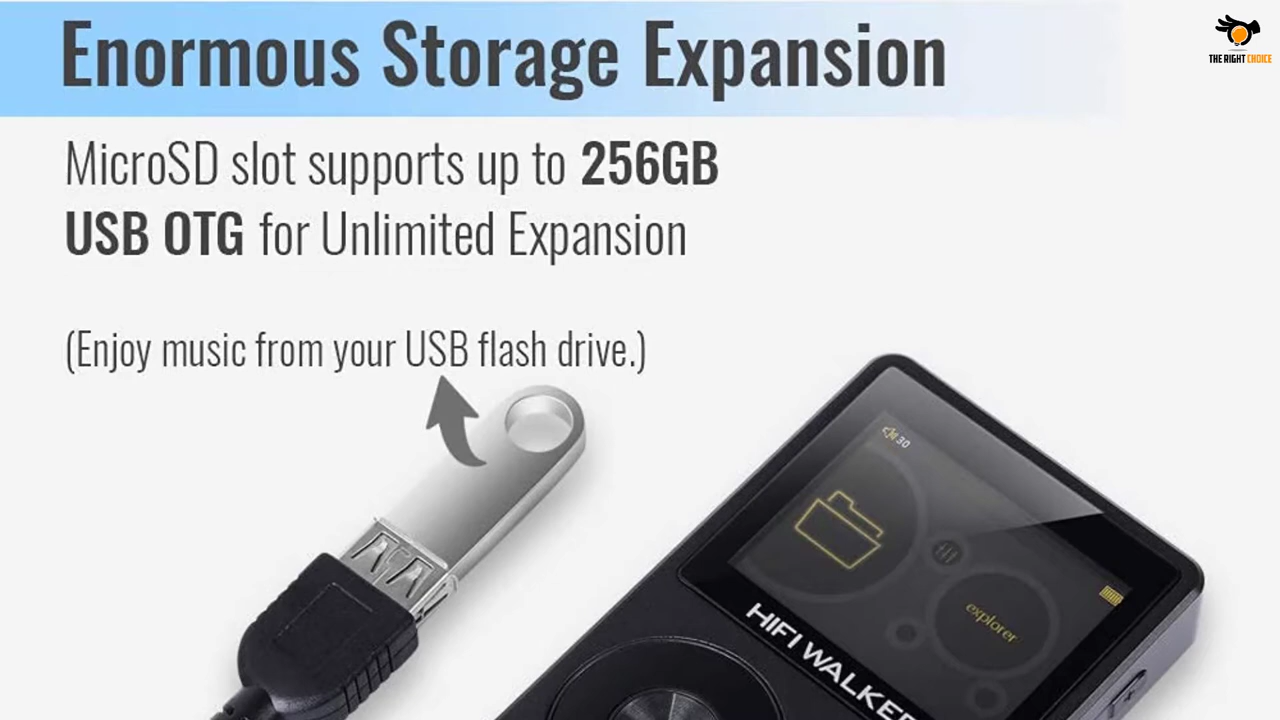 Enormous Storage Expansion
THE RIGHT CHOICE
MicroSD slot supports up to 256GB
USB OTG for Unlimited Expansion
(Enjoy music from your USB flash drive.)
30
explorer
HIFI WALKER